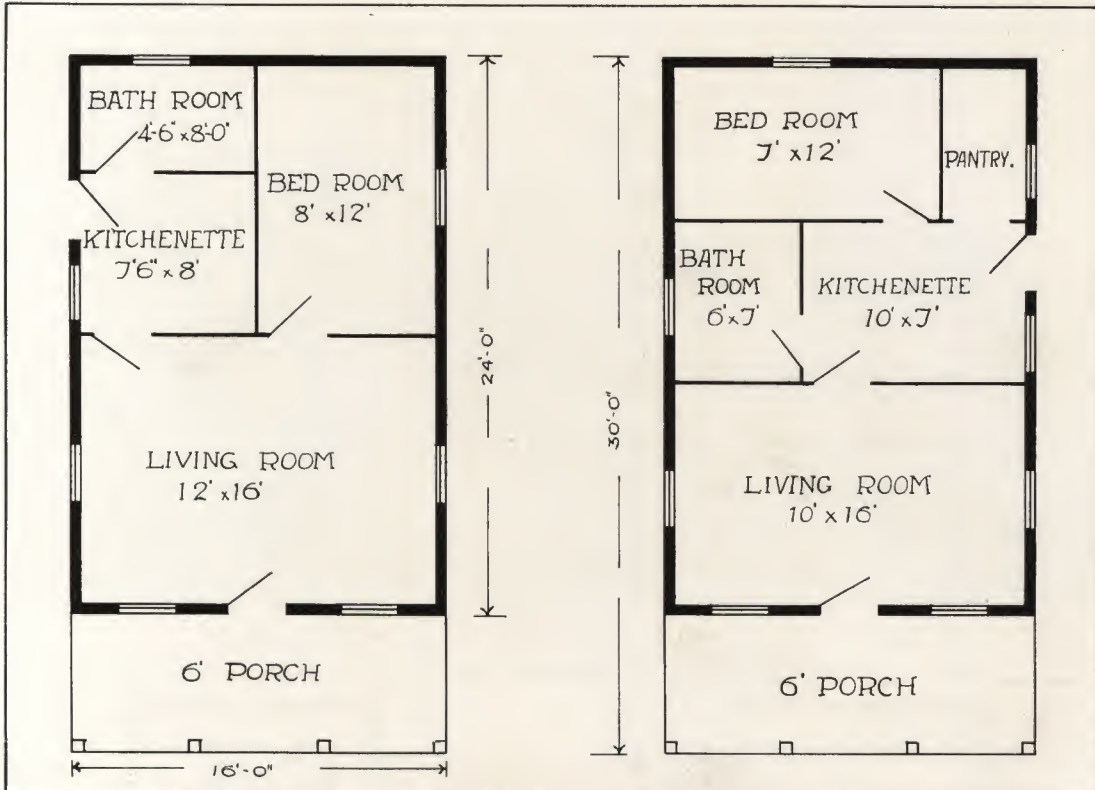 BATH ROOM
4'-6" x 8'-0"
BED ROOM
8' x 12'
KITCHENETTE
7'6" x 8'
LIVING ROOM
12' x 16'
6' PORCH
16'-0"
24'-0"
30'-0"
BED ROOM
7' x 12'
PANTRY.
BATH
ROOM
6' x 7'
KITCHENETTE
10' x 7'
LIVING ROOM
10' x 16'
6' PORCH